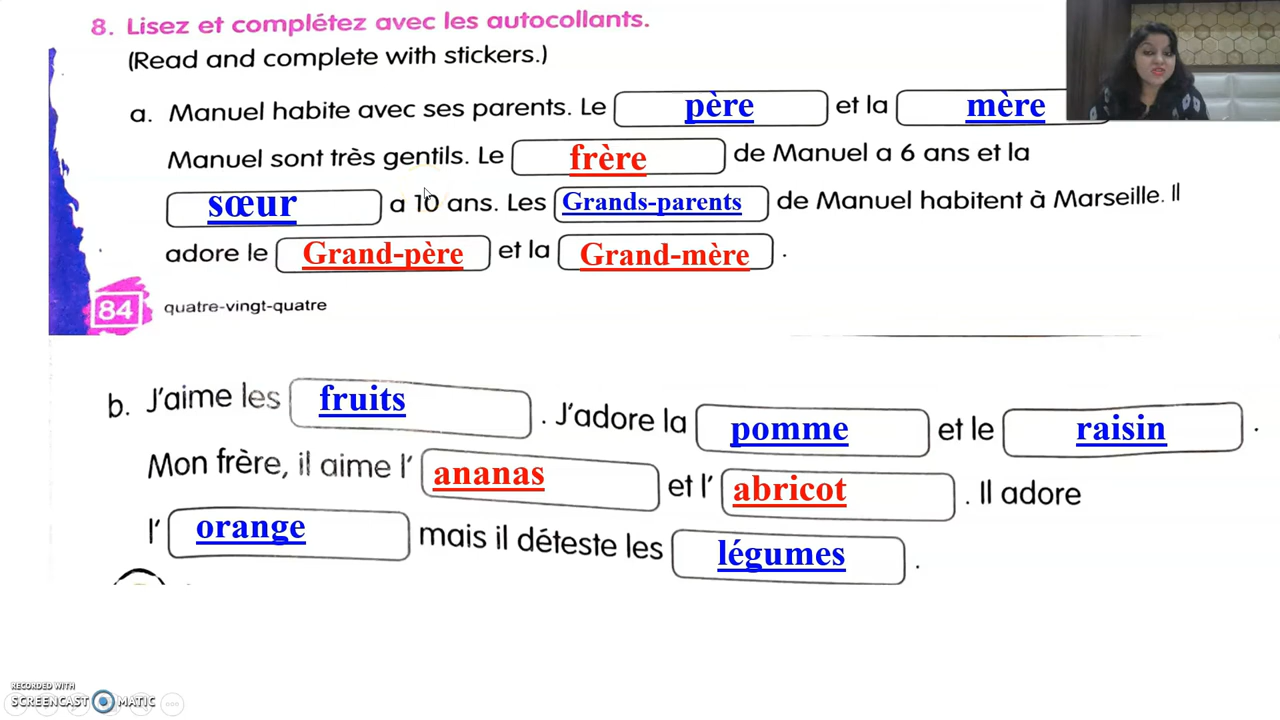 8. Lisez et complétez avec les autocollants.
(Read and complete with stickers.)
a. Manuel habite avec ses parents. Le père et la mère
Manuel sont très gentils. Le frère de Manuel a 6 ans et la
sœur a 10 ans. Les Grands-parents de Manuel habitent à Marseille. Il
adore le Grand-père et la Grand-mère .
84 quatre-vingt-quatre
b. J'aime les fruits . J'adore la pomme et le raisin .
Mon frère, il aime l' ananas et l' abricot . Il adore
l' orange mais il déteste les légumes .
RECORDED WITH
SCREENCAST MATIC